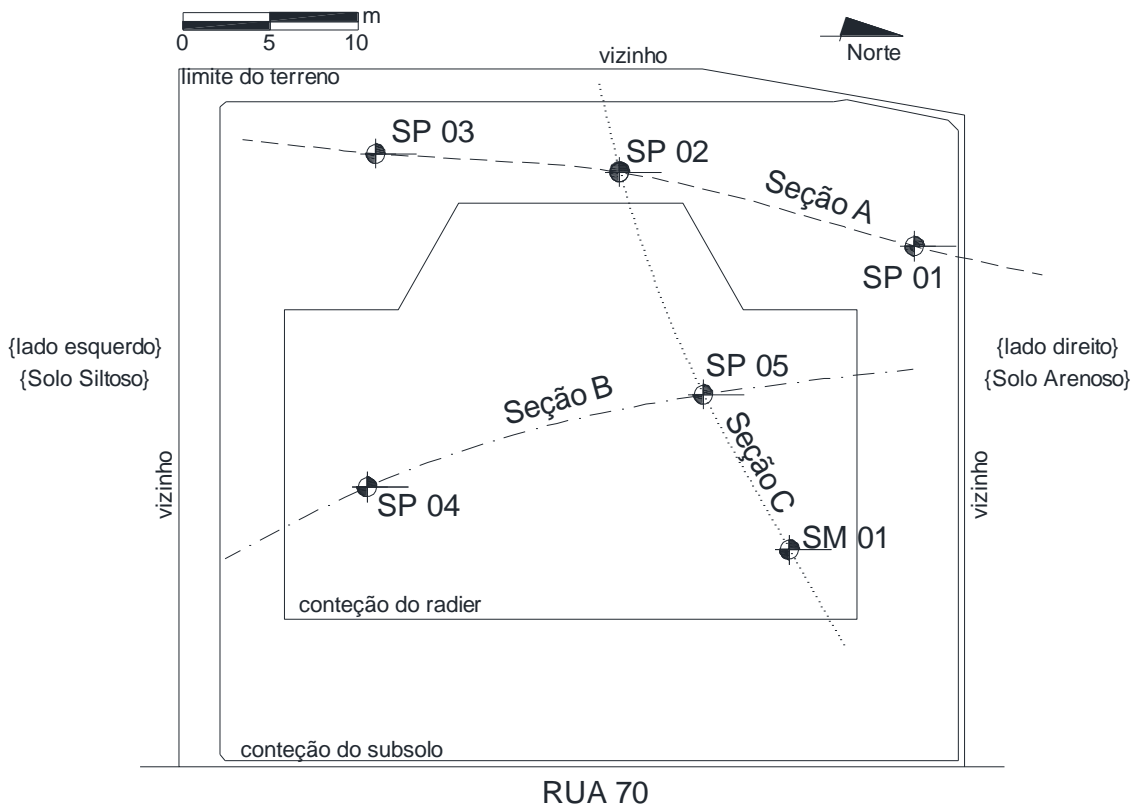 m
0 5 10
Norte
vizinho
limite do terreno
SP 03
SP 02
Seção A
SP 01
{lado esquerdo}
{Solo Siltoso}
{lado direito}
{Solo Arenoso}
SP 05
Seção B
Seção C
vizinho
vizinho
SP 04
SM 01
conteção do radier
conteção do subsolo
RUA 70